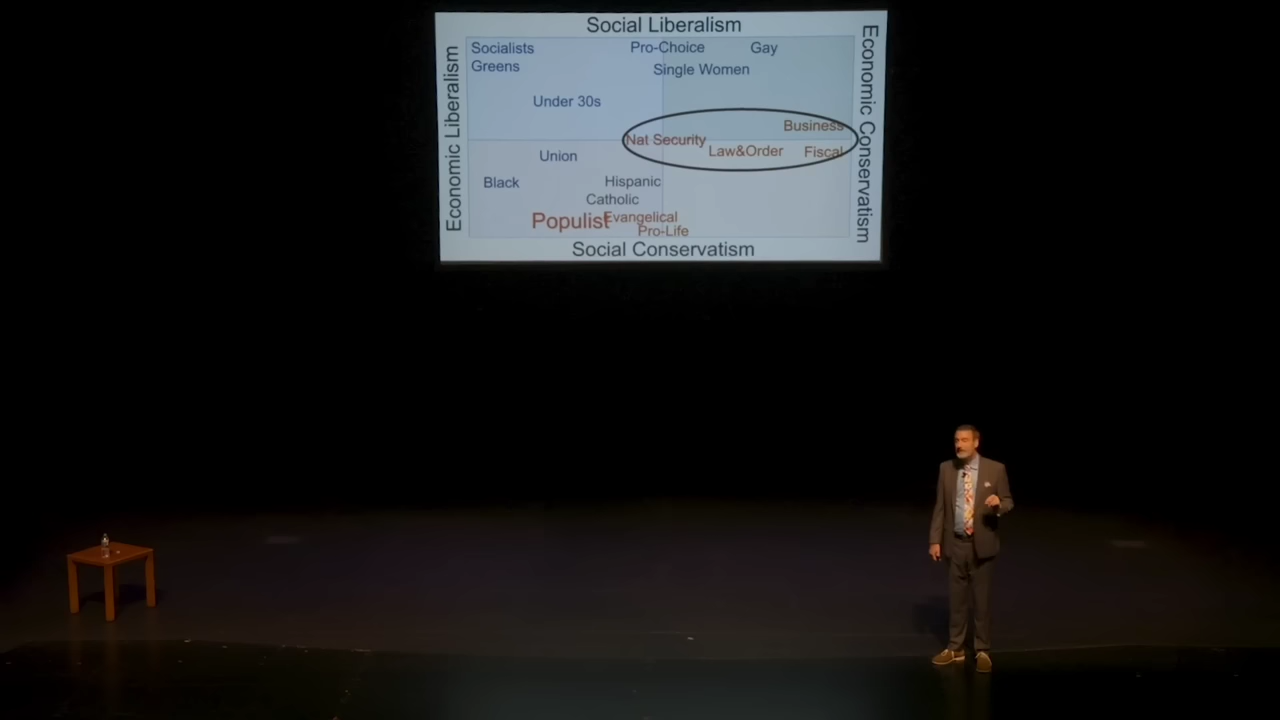 Social Liberalism
Economic Liberalism
Economic Conservatism
Socialists
Pro-Choice
Gay
Greens
Single Women
Under 30s
Business
Nat Security
Law&Order
Fiscal
Union
Black
Hispanic
Catholic
Populist
Evangelical
Pro-Life
Social Conservatism